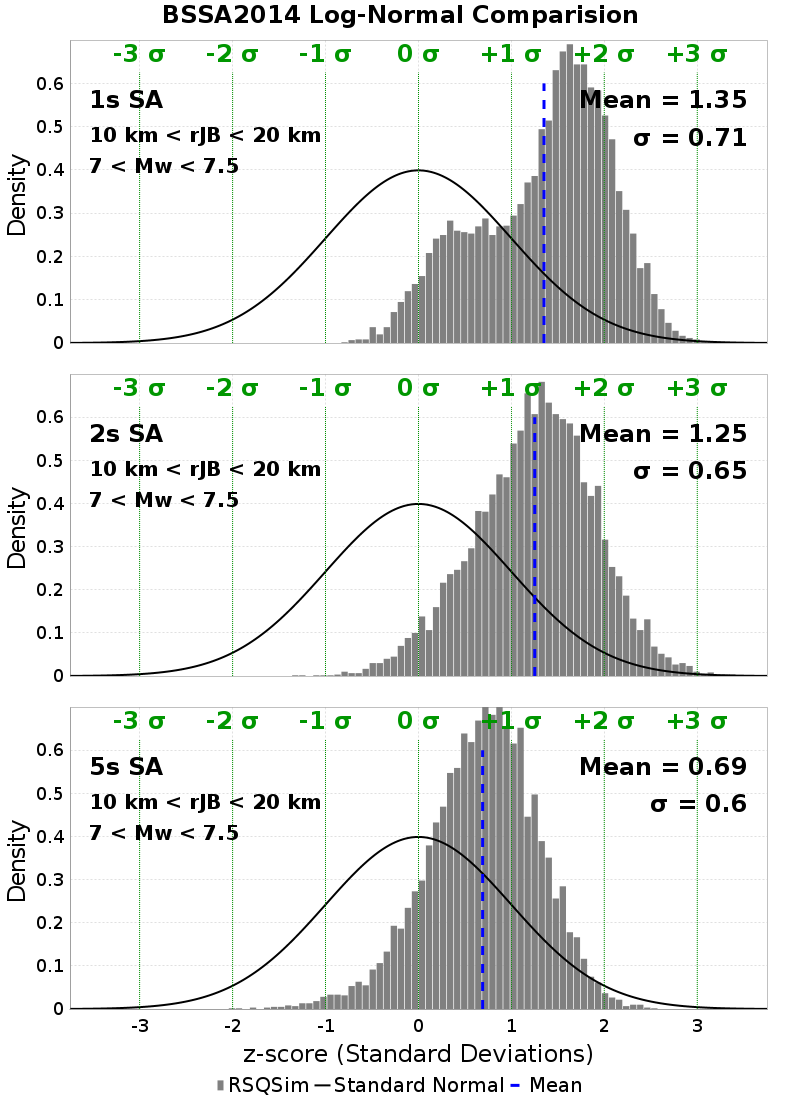 BSSA2014 Log-Normal Comparision
-3 σ -2 σ -1 σ 0 σ +1 σ +2 σ +3 σ
1s SA
Mean = 1.35
10 km < rJB < 20 km
σ = 0.71
7 < Mw < 7.5
Density
0.6
0.5
0.4
0.3
0.2
0.1
0
-3 σ -2 σ -1 σ 0 σ +1 σ +2 σ +3 σ
2s SA
Mean = 1.25
10 km < rJB < 20 km
σ = 0.65
7 < Mw < 7.5
Density
0.6
0.5
0.4
0.3
0.2
0.1
0
-3 σ -2 σ -1 σ 0 σ +1 σ +2 σ +3 σ
5s SA
Mean = 0.69
10 km < rJB < 20 km
σ = 0.6
7 < Mw < 7.5
Density
0.6
0.5
0.4
0.3
0.2
0.1
0
-3 -2 -1 0 1 2 3
z-score (Standard Deviations)
RSQSim Standard Normal Mean